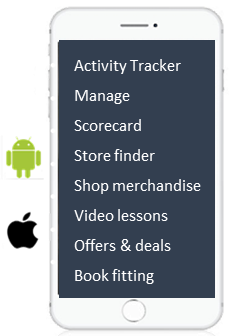 Activity Tracker
Manage
Scorecard
Store finder
Shop merchandise
Video lessons
Offers & deals
Book fitting